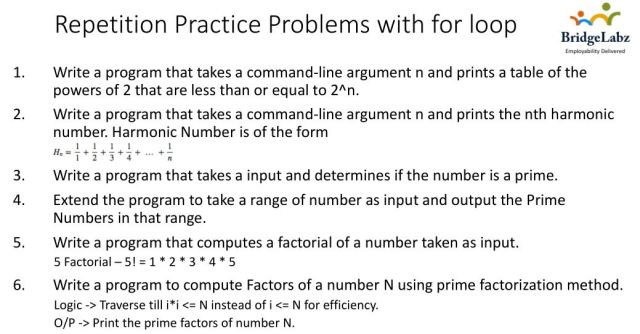 Repetition Practice Problems with for loop
BridgeLabz
Employability Delivered
1. Write a program that takes a command-line argument n and prints a table of the
powers of 2 that are less than or equal to 2^n.
2. Write a program that takes a command-line argument n and prints the nth harmonic
number. Harmonic Number is of the form
Hₙ = 1/1 + 1/2 + 1/3 + 1/4 + ... + 1/n
3. Write a program that takes a input and determines if the number is a prime.
4. Extend the program to take a range of number as input and output the Prime
Numbers in that range.
5. Write a program that computes a factorial of a number taken as input.
5 Factorial – 5! = 1 * 2 * 3 * 4 * 5
6. Write a program to compute Factors of a number N using prime factorization method.
Logic -> Traverse till i*i <= N instead of i <= N for efficiency.
O/P -> Print the prime factors of number N.